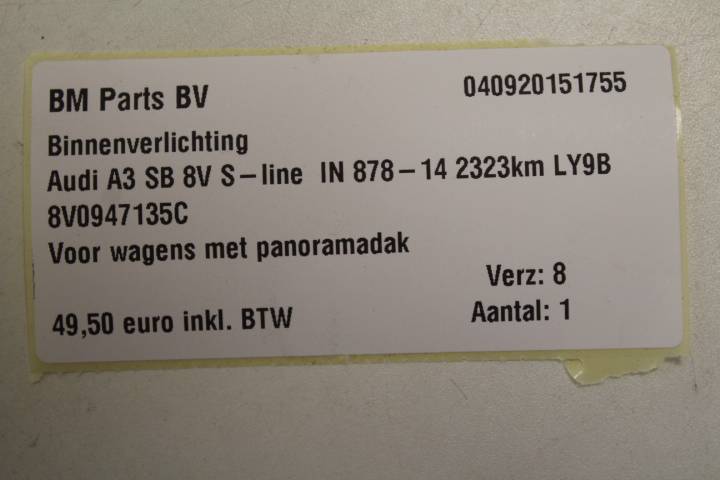 BM Parts BV 040920151755
Binnenverlichting
Audi A3 SB 8V S-line IN 878-14 2323km LY9B
8V0947135C
Voor wagens met panoramadak
Verz: 8
49,50 euro inkl. BTW Aantal: 1